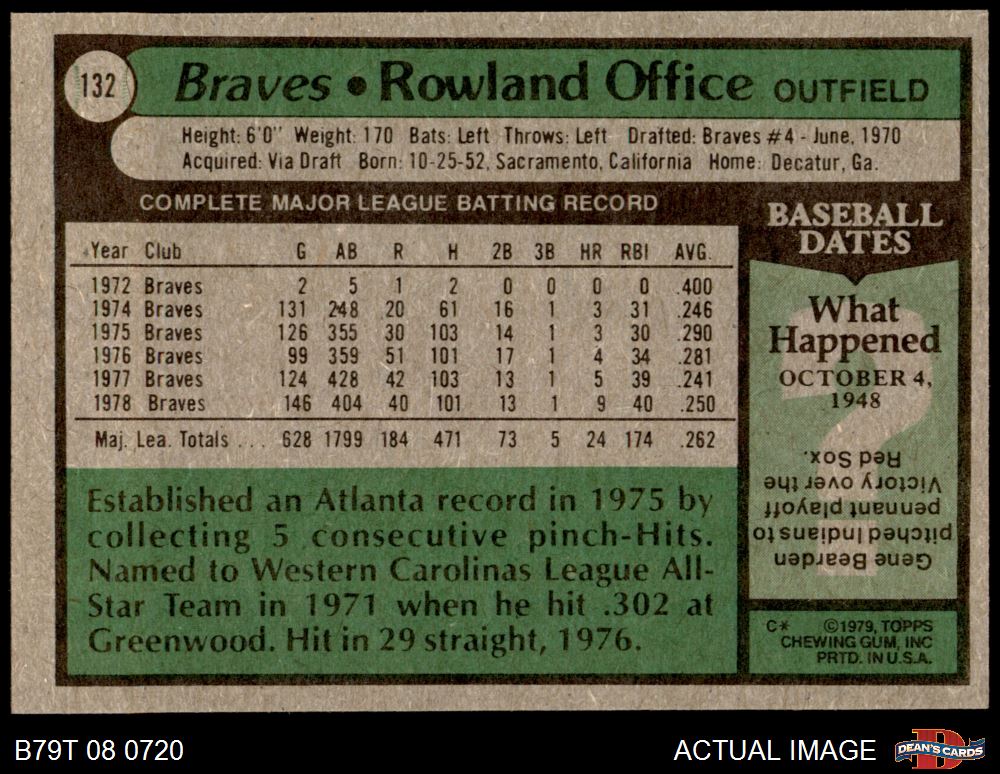 132
Braves • Rowland Office OUTFIELD
Height: 6'0" Weight: 170 Bats: Left Throws: Left Drafted: Braves #4 - June, 1970
Acquired: Via Draft Born: 10-25-52, Sacramento, California Home: Decatur, Ga.
COMPLETE MAJOR LEAGUE BATTING RECORD
Year Club G AB R H 2B 3B HR RBI AVG.
1972 Braves 2 5 1 2 0 0 0 0 .400
1974 Braves 131 248 20 61 16 1 3 31 .246
1975 Braves 126 355 30 103 14 1 3 30 .290
1976 Braves 99 359 51 101 17 1 4 34 .281
1977 Braves 124 428 42 103 13 1 5 39 .241
1978 Braves 146 404 40 101 13 1 9 40 .250
Maj. Lea. Totals ... 628 1799 184 471 73 5 24 174 .262
Established an Atlanta record in 1975 by
collecting 5 consecutive pinch-Hits.
Named to Western Carolinas League All-
Star Team in 1971 when he hit .302 at
Greenwood. Hit in 29 straight, 1976.
BASEBALL
DATES
What
Happened
OCTOBER 4,
1948
Gene Bearden
pitched Indians to
pennant playoff
Victory over the
Red Sox.
C* ©1979, TOPPS
CHEWING GUM, INC
PRTD. IN U.S.A.
B79T 08 0720
ACTUAL IMAGE
D
DEAN'S CARDS